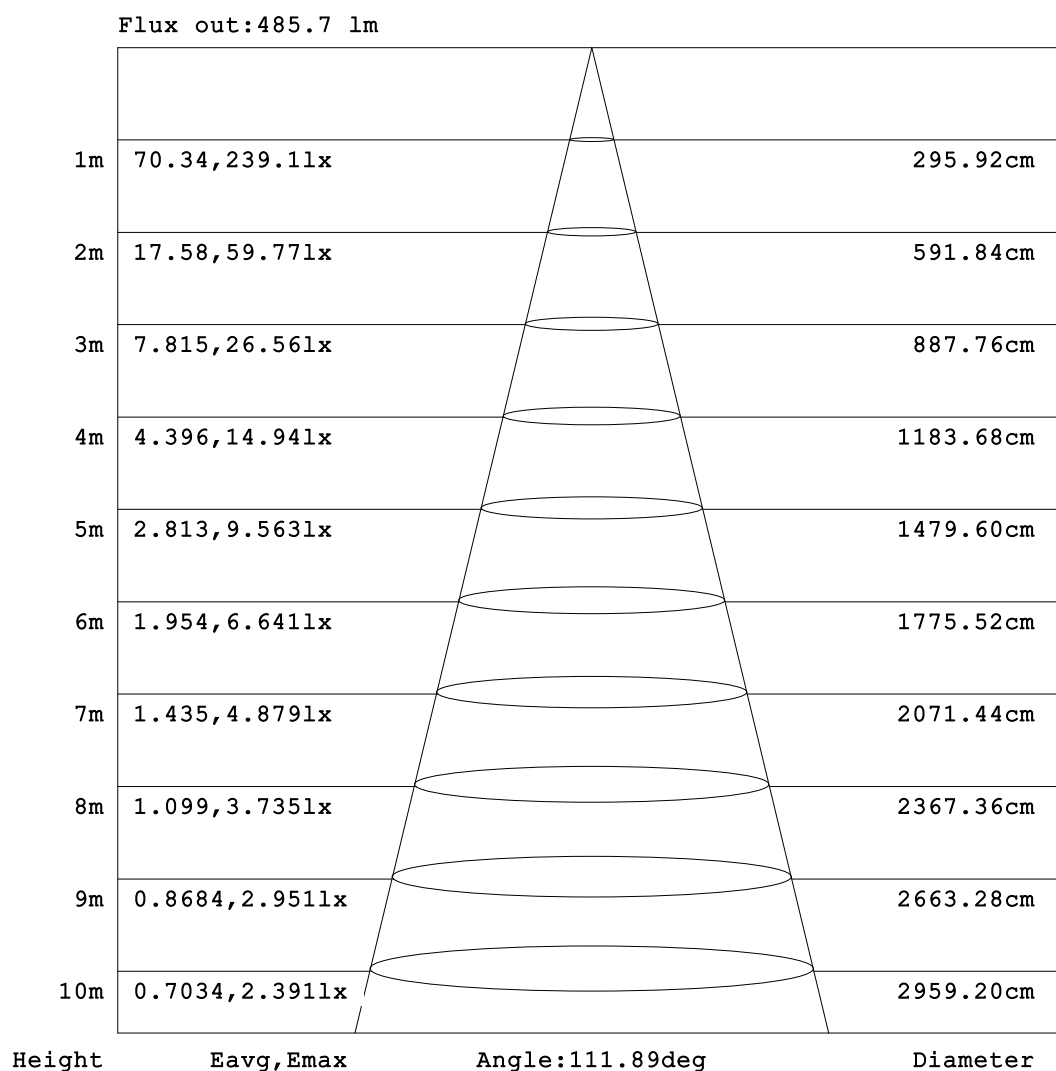 Flux out:485.7 lm
1m 70.34,239.1lx 295.92cm
2m 17.58,59.77lx 591.84cm
3m 7.815,26.56lx 887.76cm
4m 4.396,14.94lx 1183.68cm
5m 2.813,9.563lx 1479.60cm
6m 1.954,6.641lx 1775.52cm
7m 1.435,4.879lx 2071.44cm
8m 1.099,3.735lx 2367.36cm
9m 0.8684,2.951lx 2663.28cm
10m 0.7034,2.391lx 2959.20cm
Height Eavg,Emax Angle:111.89deg Diameter